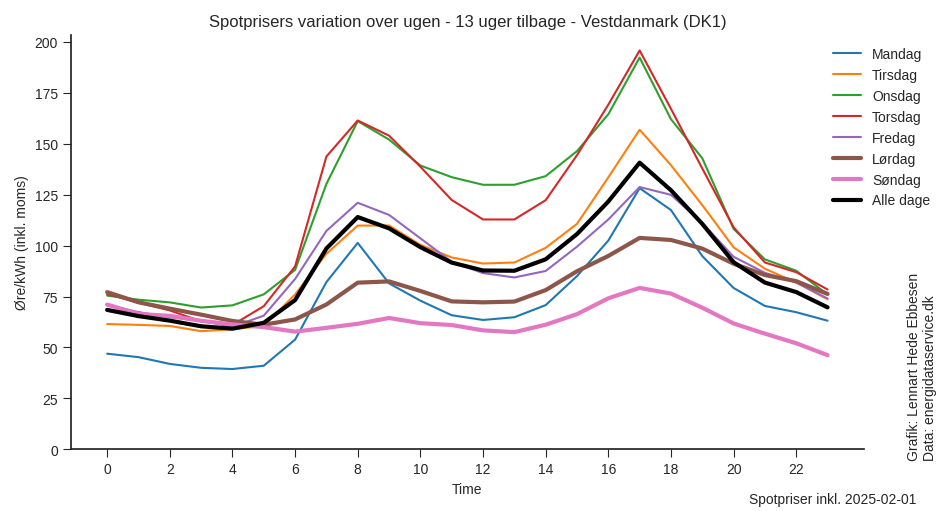 Spotprisers variation over ugen - 13 uger tilbage - Vestdanmark (DK1)
Øre/kWh (inkl. moms)
200
175
150
125
100
75
50
25
0
0 2 4 6 8 10 12 14 16 18 20 22
Time
Mandag
Tirsdag
Onsdag
Torsdag
Fredag
Lørdag
Søndag
Alle dage
Grafik: Lennart Hede Ebbesen
Data: energidataservice.dk
Spotpriser inkl. 2025-02-01